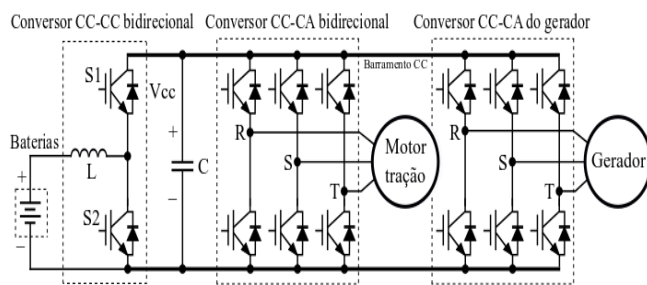 Conversor CC-CC bidirecional
Conversor CC-CA bidirecional
Conversor CC-CA do gerador
S1
Vcc
Barramento CC
Baterias
+
L
+
C
−
R
S
T
Motor
tração
R
S
T
Gerador
+
−
S2